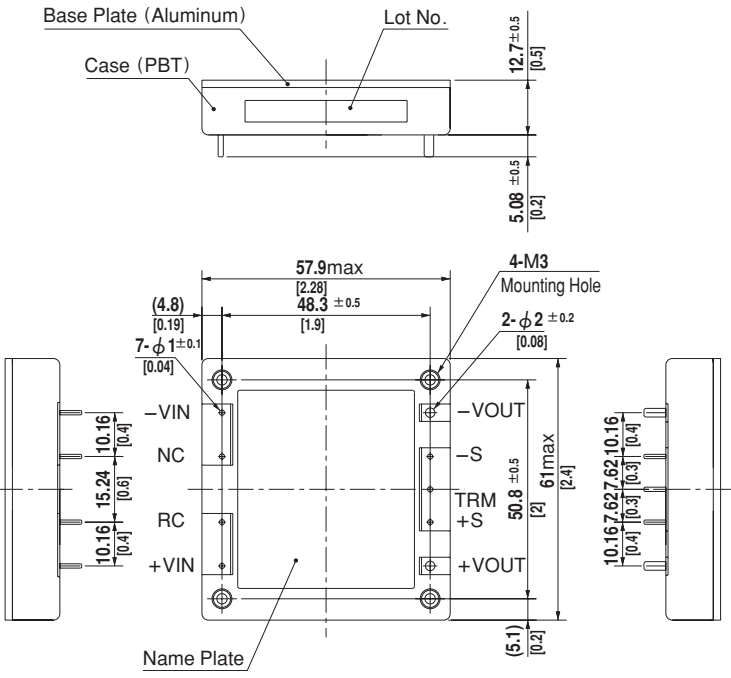 Base Plate (Aluminum)
Lot No.
Case (PBT)
12.7±0.5
[0.5]
5.08 ±0.5
[0.2]
57.9max
[2.28]
4-M3
Mounting Hole
(4.8)
[0.19]
48.3 ±0.5
[1.9]
2-ϕ2 ±0.2
[0.08]
7-ϕ1±0.1
[0.04]
−VIN
NC
RC
+VIN
−VOUT
−S
TRM
+S
+VOUT
10.16
[0.4]
15.24
[0.6]
10.16
[0.4]
50.8 ±0.5
[2]
61max
[2.4]
10.16
[0.4]
7.62
[0.3]
7.62
[0.3]
10.16
[0.4]
(5.1)
[0.2]
Name Plate